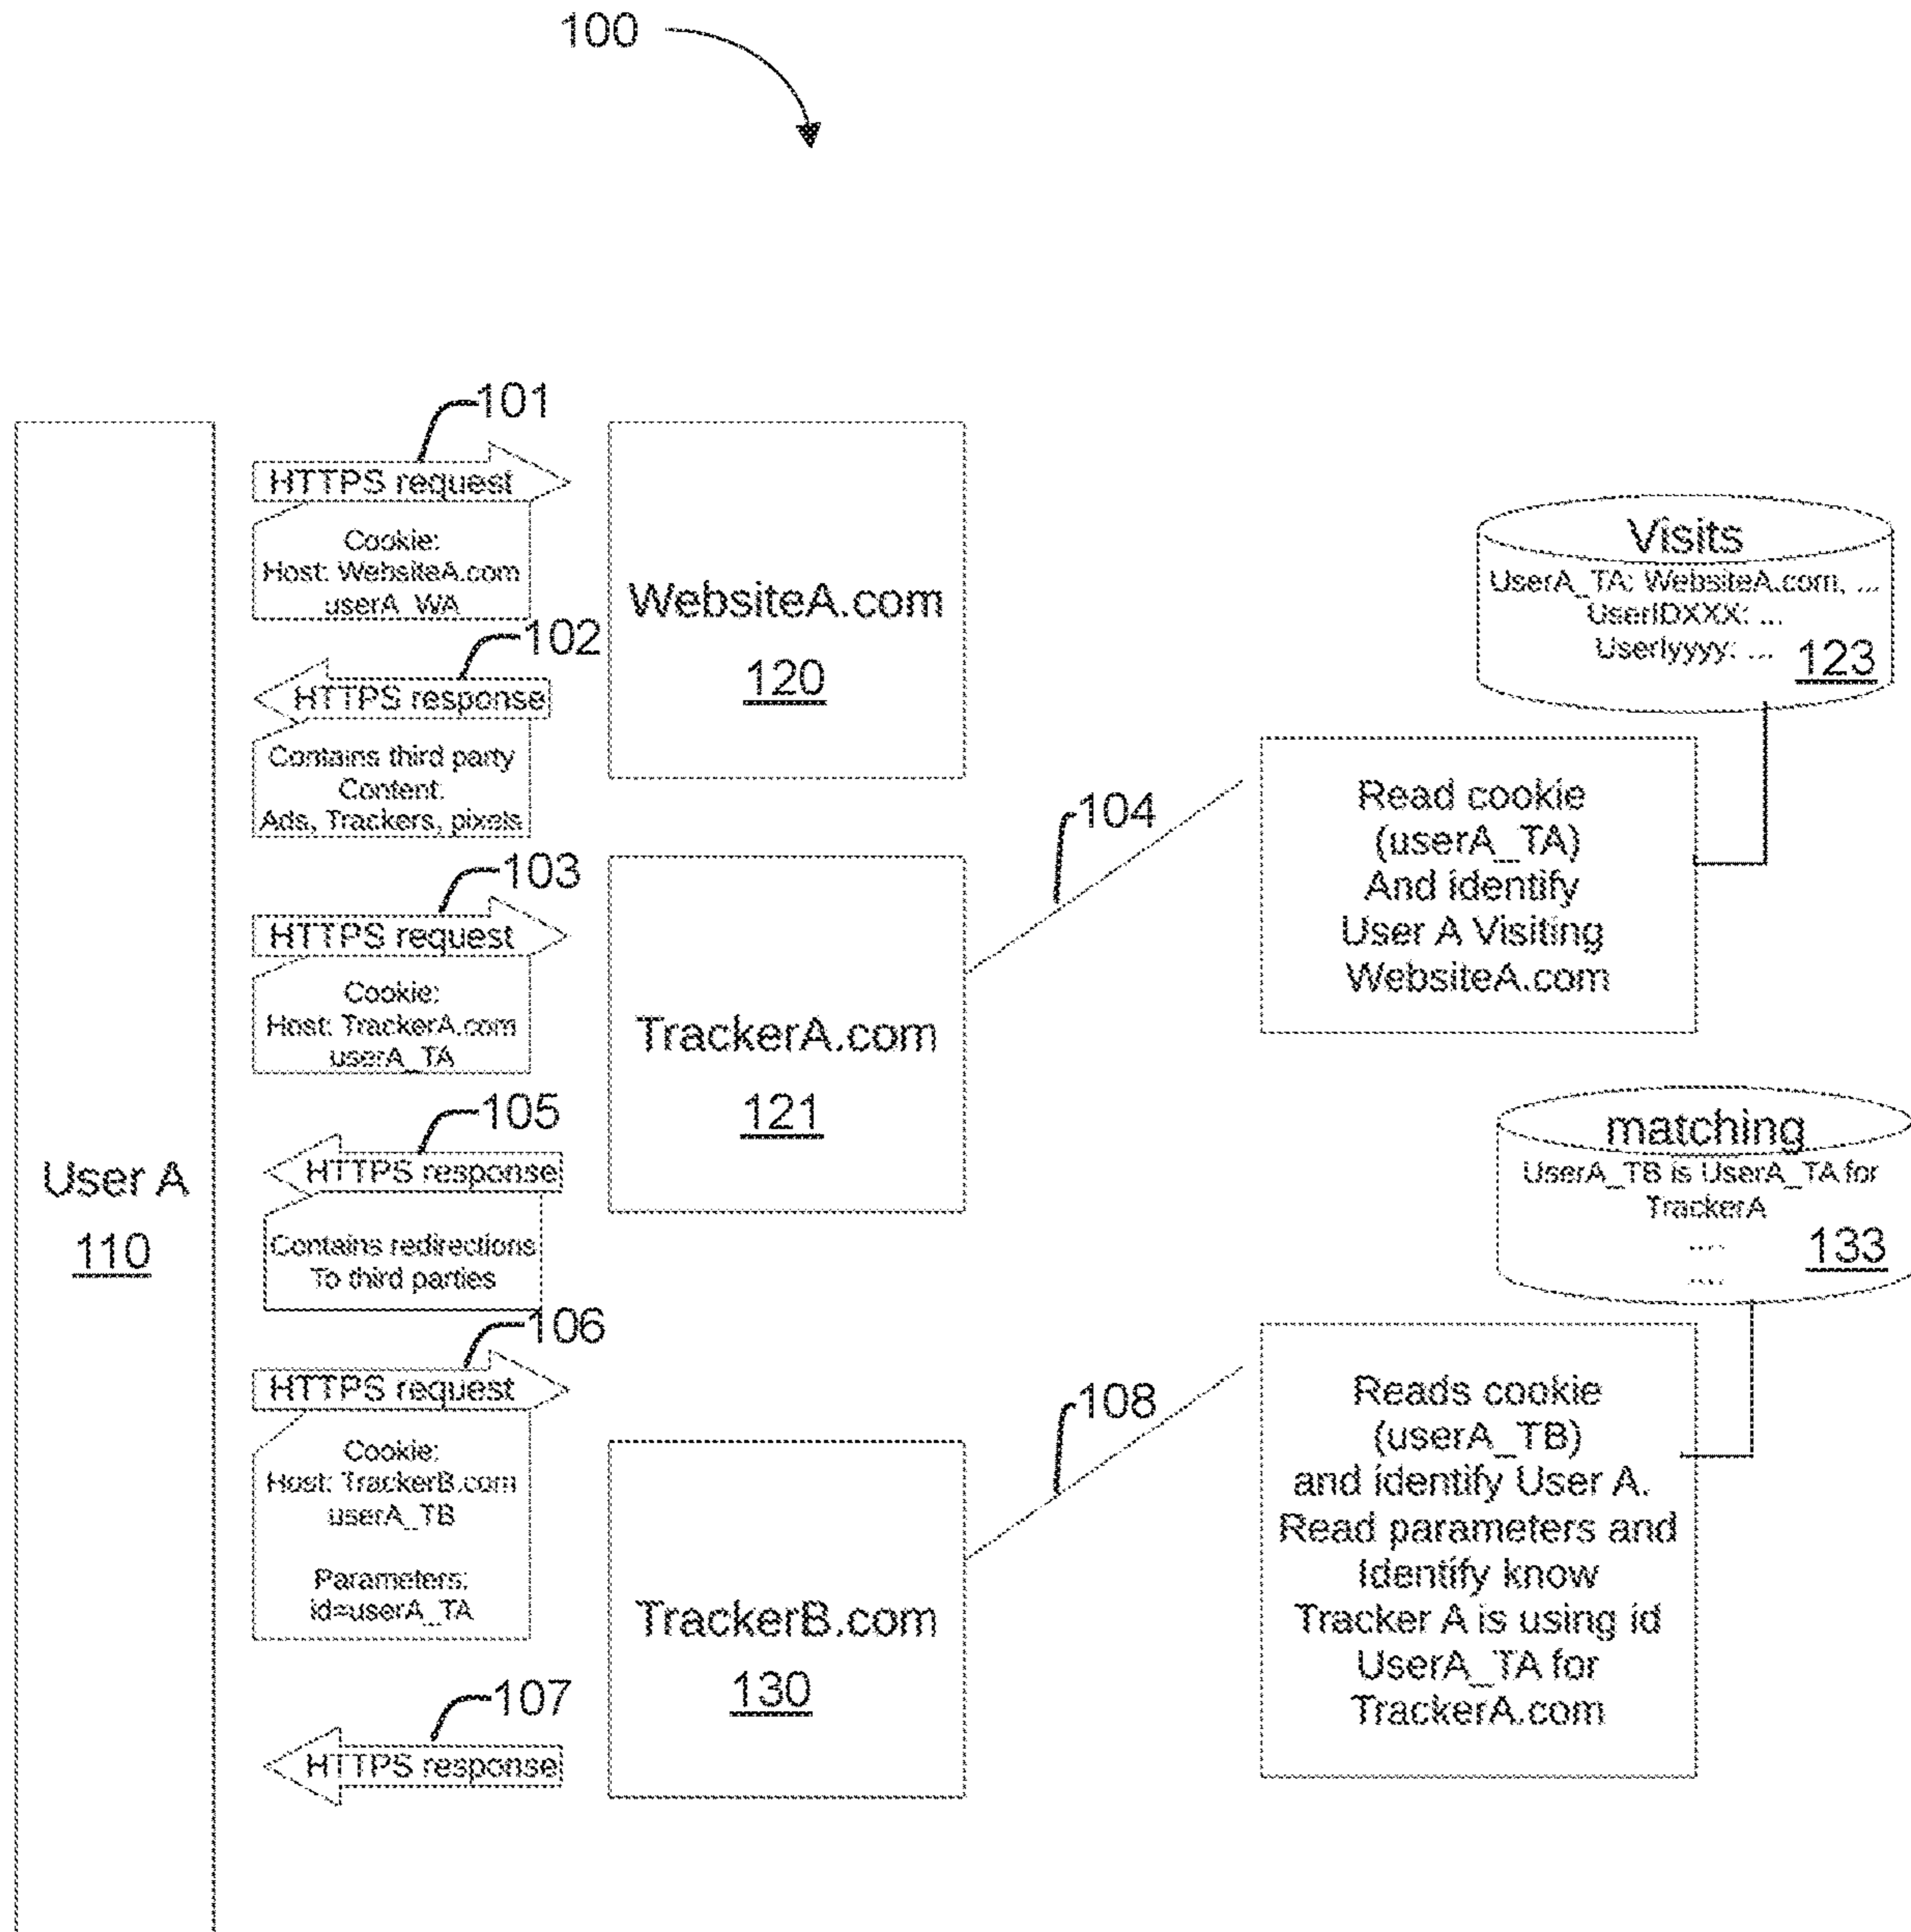 100
101
HTTPS request
Cookie:
Host: WebsiteA.com
userA_WA
102
HTTPS response
Contains third party
Content:
Ads, Trackers, pixels
103
HTTPS request
Cookie:
Host: TrackerA.com
userA_TA
105
HTTPS response
Contains redirections
To third parties
106
HTTPS request
Cookie:
Host: TrackerB.com
userA_TB
Parameters:
id=userA_TA
107
HTTPS response
User A
110
WebsiteA.com
120
TrackerA.com
121
TrackerB.com
130
104
108
Visits
UserA_TA: WebsiteA.com, ...
UserIDXXX: ...
UserIyyyy: ...
123
Read cookie
(userA_TA)
And identify
User A Visiting
WebsiteA.com
matching
UserA_TB is UserA_TA for
TrackerA
....
....
133
Reads cookie
(userA_TB)
and identify User A.
Read parameters and
Identify know
Tracker A is using id
UserA_TA for
TrackerA.com